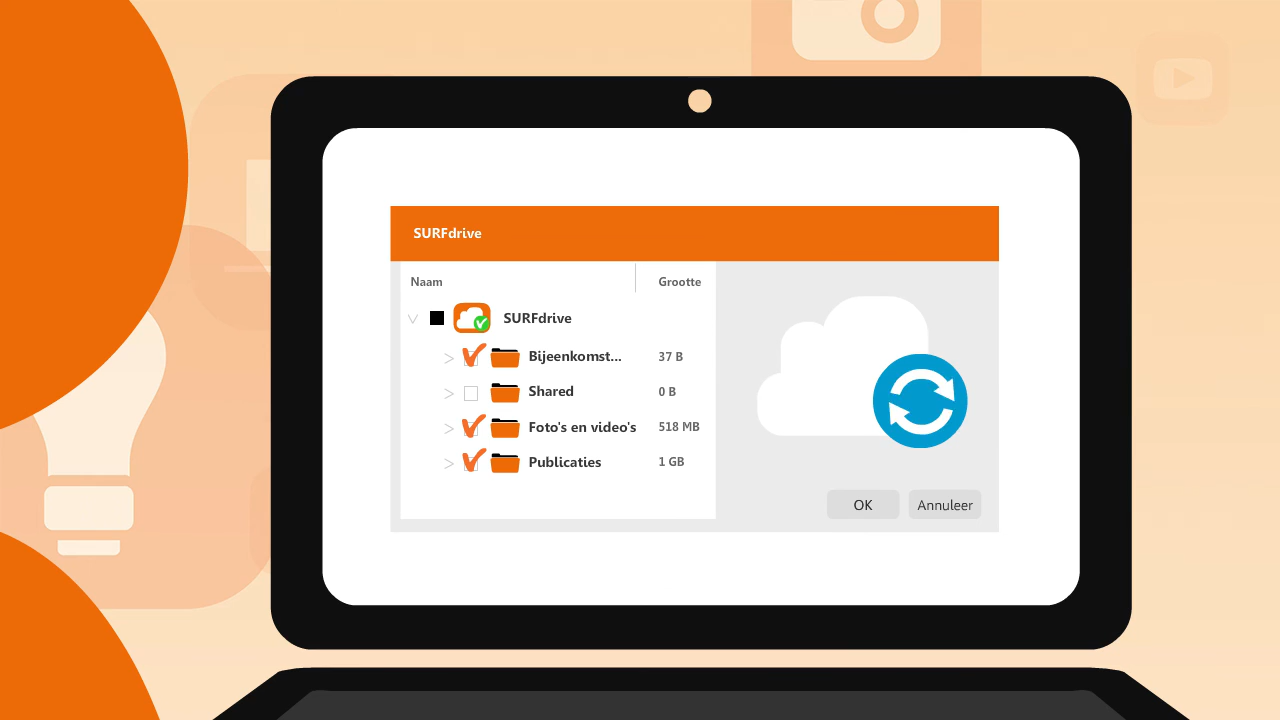 SURFdrive
Naam Grootte
SURFdrive
Bijeenkomst... 37 B
Shared 0 B
Foto's en video's 518 MB
Publicaties 1 GB
OK Annuleer